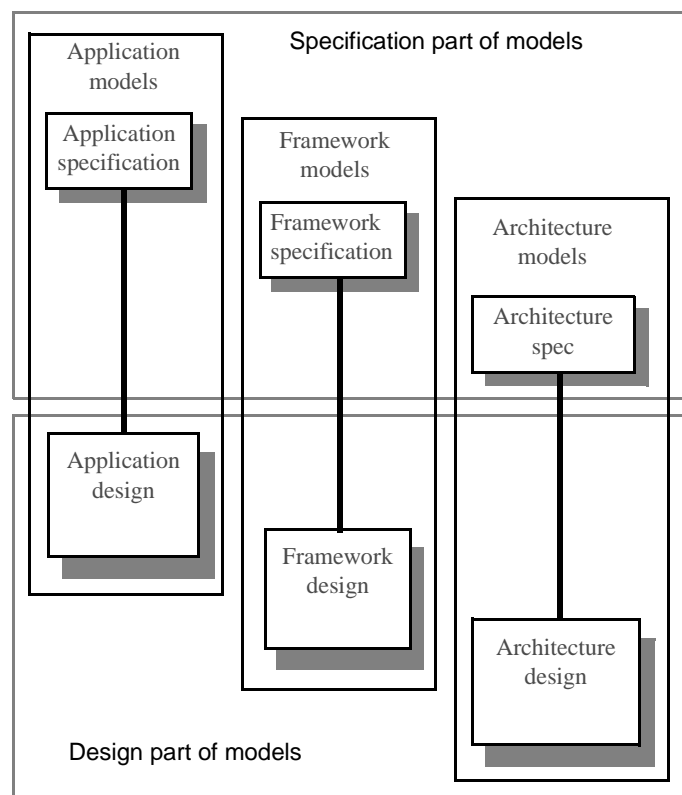 Specification part of models
Application
models
Application
specification
Framework
models
Framework
specification
Architecture
models
Architecture
spec
Application
design
Framework
design
Architecture
design
Design part of models